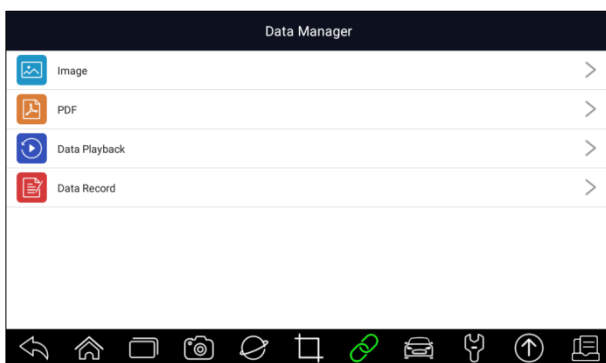 Data Manager
Image
PDF
Data Playback
Data Record